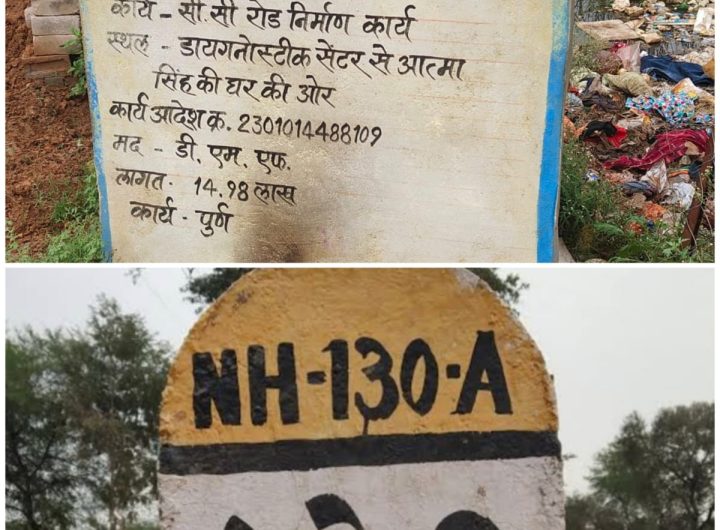 कार्य - सी.सी रोड निर्माण कार्य
स्थल - डायगनोस्टीक सेंटर से आत्मा
सिंह की घर की ओर
कार्य आदेश क्र. 2301014488109
मद - डी. एम. एफ.
लागत - 14.98 लाख
कार्य - पुर्ण
NH-130-A